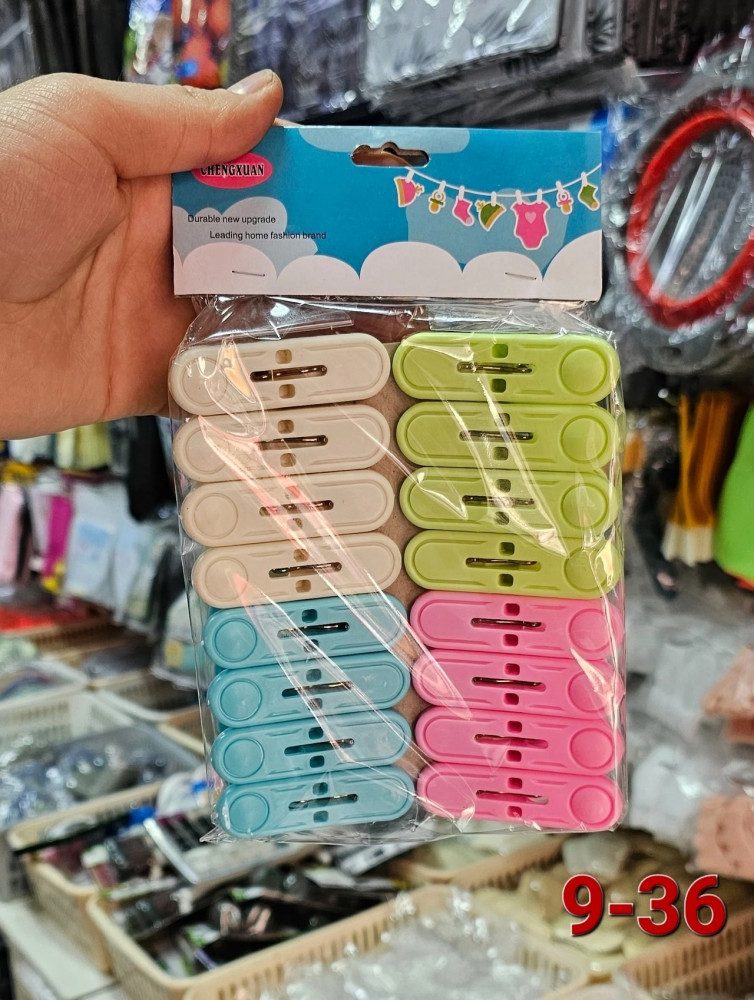 CHENGXUAN
Durable new upgrade
Leading home fashion brand
9-36